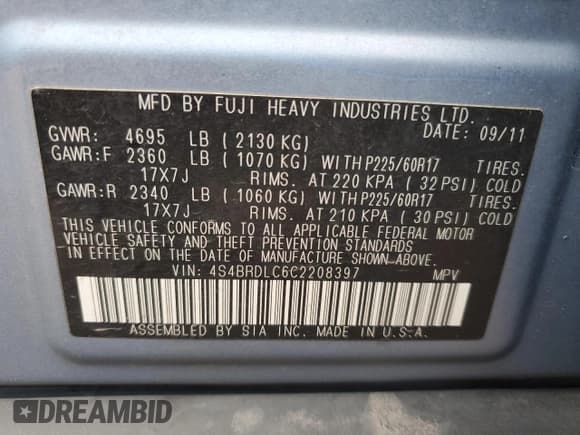 MFD BY FUJI HEAVY INDUSTRIES LTD.
DATE: 09/11
GVWR: 4695 LB (2130 KG)
GAWR:F 2360 LB (1070 KG) WITH P225/60R17 TIRES.
17X7J RIMS. AT 220 KPA (32 PSI) COLD
GAWR:R 2340 LB (1060 KG) WITH P225/60R17 TIRES.
17X7J RIMS. AT 210 KPA (30 PSI) COLD
THIS VEHICLE CONFORMS TO ALL APPLICABLE FEDERAL MOTOR
VEHICLE SAFETY AND THEFT PREVENTION STANDARDS
IN EFFECT ON THE DATE OF MANUFACTURE SHOWN ABOVE.
VIN: 4S4BRDLC6C2208397 MPV
ASSEMBLED BY SIA INC. MADE IN U.S.A.
DREAMBID